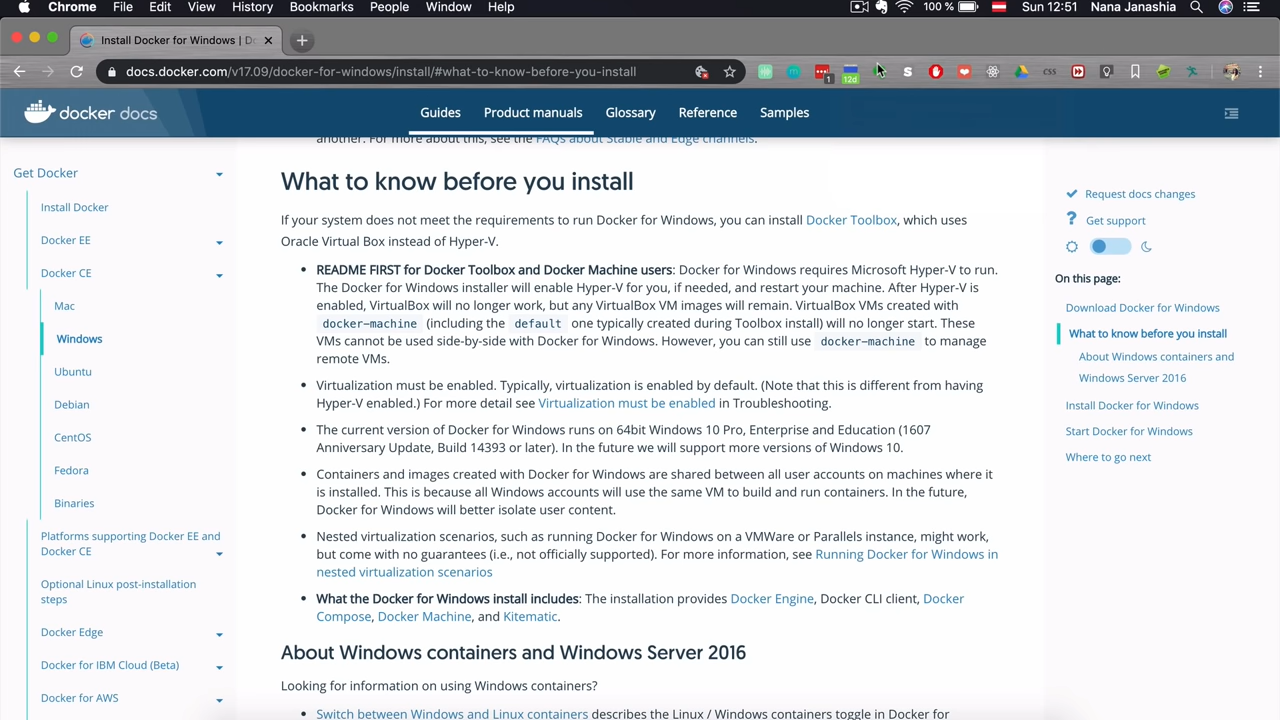 Chrome File Edit View History Bookmarks People Window Help 100 % Sun 12:51 Nana Janashia
Install Docker for Windows | Do
docs.docker.com/v17.09/docker-for-windows/install/#what-to-know-before-you-install
1 12d S CSS
docker docs Guides Product manuals Glossary Reference Samples
Get Docker
Install Docker
Docker EE
Docker CE
Mac
Windows
Ubuntu
Debian
CentOS
Fedora
Binaries
Platforms supporting Docker EE and
Docker CE
Optional Linux post-installation
steps
Docker Edge
Docker for IBM Cloud (Beta)
Docker for AWS
another. For more about this, see the FAQs about Stable and Edge channels.
What to know before you install
If your system does not meet the requirements to run Docker for Windows, you can install Docker Toolbox, which uses
Oracle Virtual Box instead of Hyper-V.
• README FIRST for Docker Toolbox and Docker Machine users: Docker for Windows requires Microsoft Hyper-V to run.
The Docker for Windows installer will enable Hyper-V for you, if needed, and restart your machine. After Hyper-V is
enabled, VirtualBox will no longer work, but any VirtualBox VM images will remain. VirtualBox VMs created with
docker-machine (including the default one typically created during Toolbox install) will no longer start. These
VMs cannot be used side-by-side with Docker for Windows. However, you can still use docker-machine to manage
remote VMs.
• Virtualization must be enabled. Typically, virtualization is enabled by default. (Note that this is different from having
Hyper-V enabled.) For more detail see Virtualization must be enabled in Troubleshooting.
• The current version of Docker for Windows runs on 64bit Windows 10 Pro, Enterprise and Education (1607
Anniversary Update, Build 14393 or later). In the future we will support more versions of Windows 10.
• Containers and images created with Docker for Windows are shared between all user accounts on machines where it
is installed. This is because all Windows accounts will use the same VM to build and run containers. In the future,
Docker for Windows will better isolate user content.
• Nested virtualization scenarios, such as running Docker for Windows on a VMWare or Parallels instance, might work,
but come with no guarantees (i.e., not officially supported). For more information, see Running Docker for Windows in
nested virtualization scenarios
• What the Docker for Windows install includes: The installation provides Docker Engine, Docker CLI client, Docker
Compose, Docker Machine, and Kitematic.
About Windows containers and Windows Server 2016
Looking for information on using Windows containers?
• Switch between Windows and Linux containers describes the Linux / Windows containers toggle in Docker for
Request docs changes
Get support
On this page:
Download Docker for Windows
What to know before you install
About Windows containers and
Windows Server 2016
Install Docker for Windows
Start Docker for Windows
Where to go next